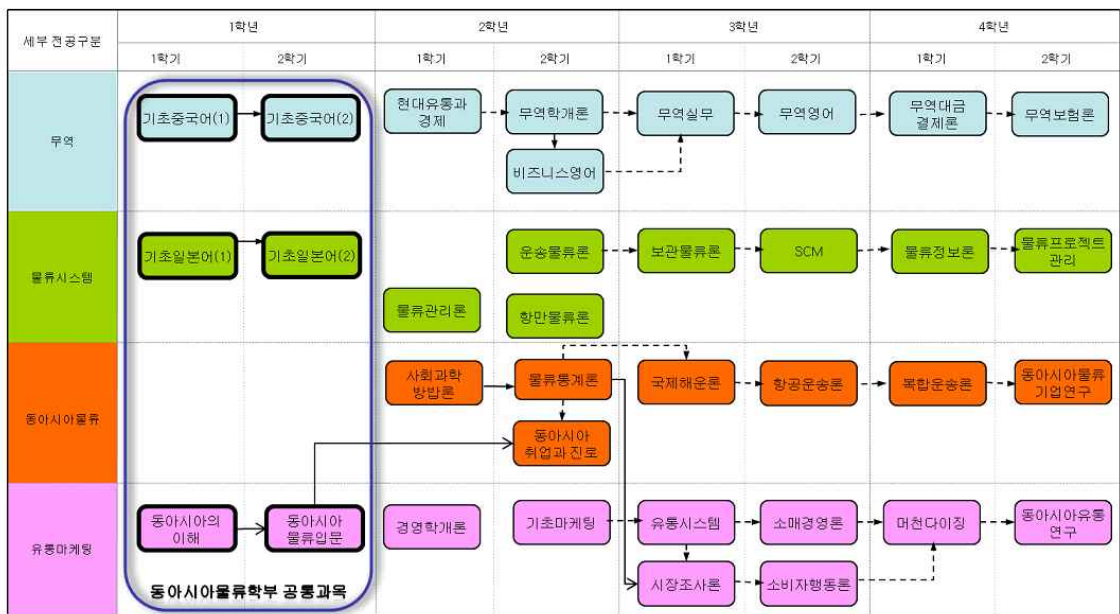 세부 전공구분
1학년
2학년
3학년
4학년
1학기
2학기
1학기
2학기
1학기
2학기
1학기
2학기
무역
기초중국어(1)
기초중국어(2)
현대유통과
경제
무역학개론
무역실무
무역영어
무역대금
결제론
무역보험론
비즈니스영어
물류시스템
기초일본어(1)
기초일본어(2)
운송물류론
보관물류론
SCM
물류정보론
물류프로젝트
관리
물류관리론
항만물류론
동아시아물류
사회과학
방밥론
물류통계론
국제해운론
항공운송론
복합운송론
동아시아물류
기업연구
동아시아
취업과 진로
유통마케팅
동아시아의
이해
동아시아
물류입문
경영학개론
기초마케팅
유통시스템
소매경영론
머천다이징
동아시아유통
연구
시장조사론
소비자행동론
동아시아물류학부 공통과목